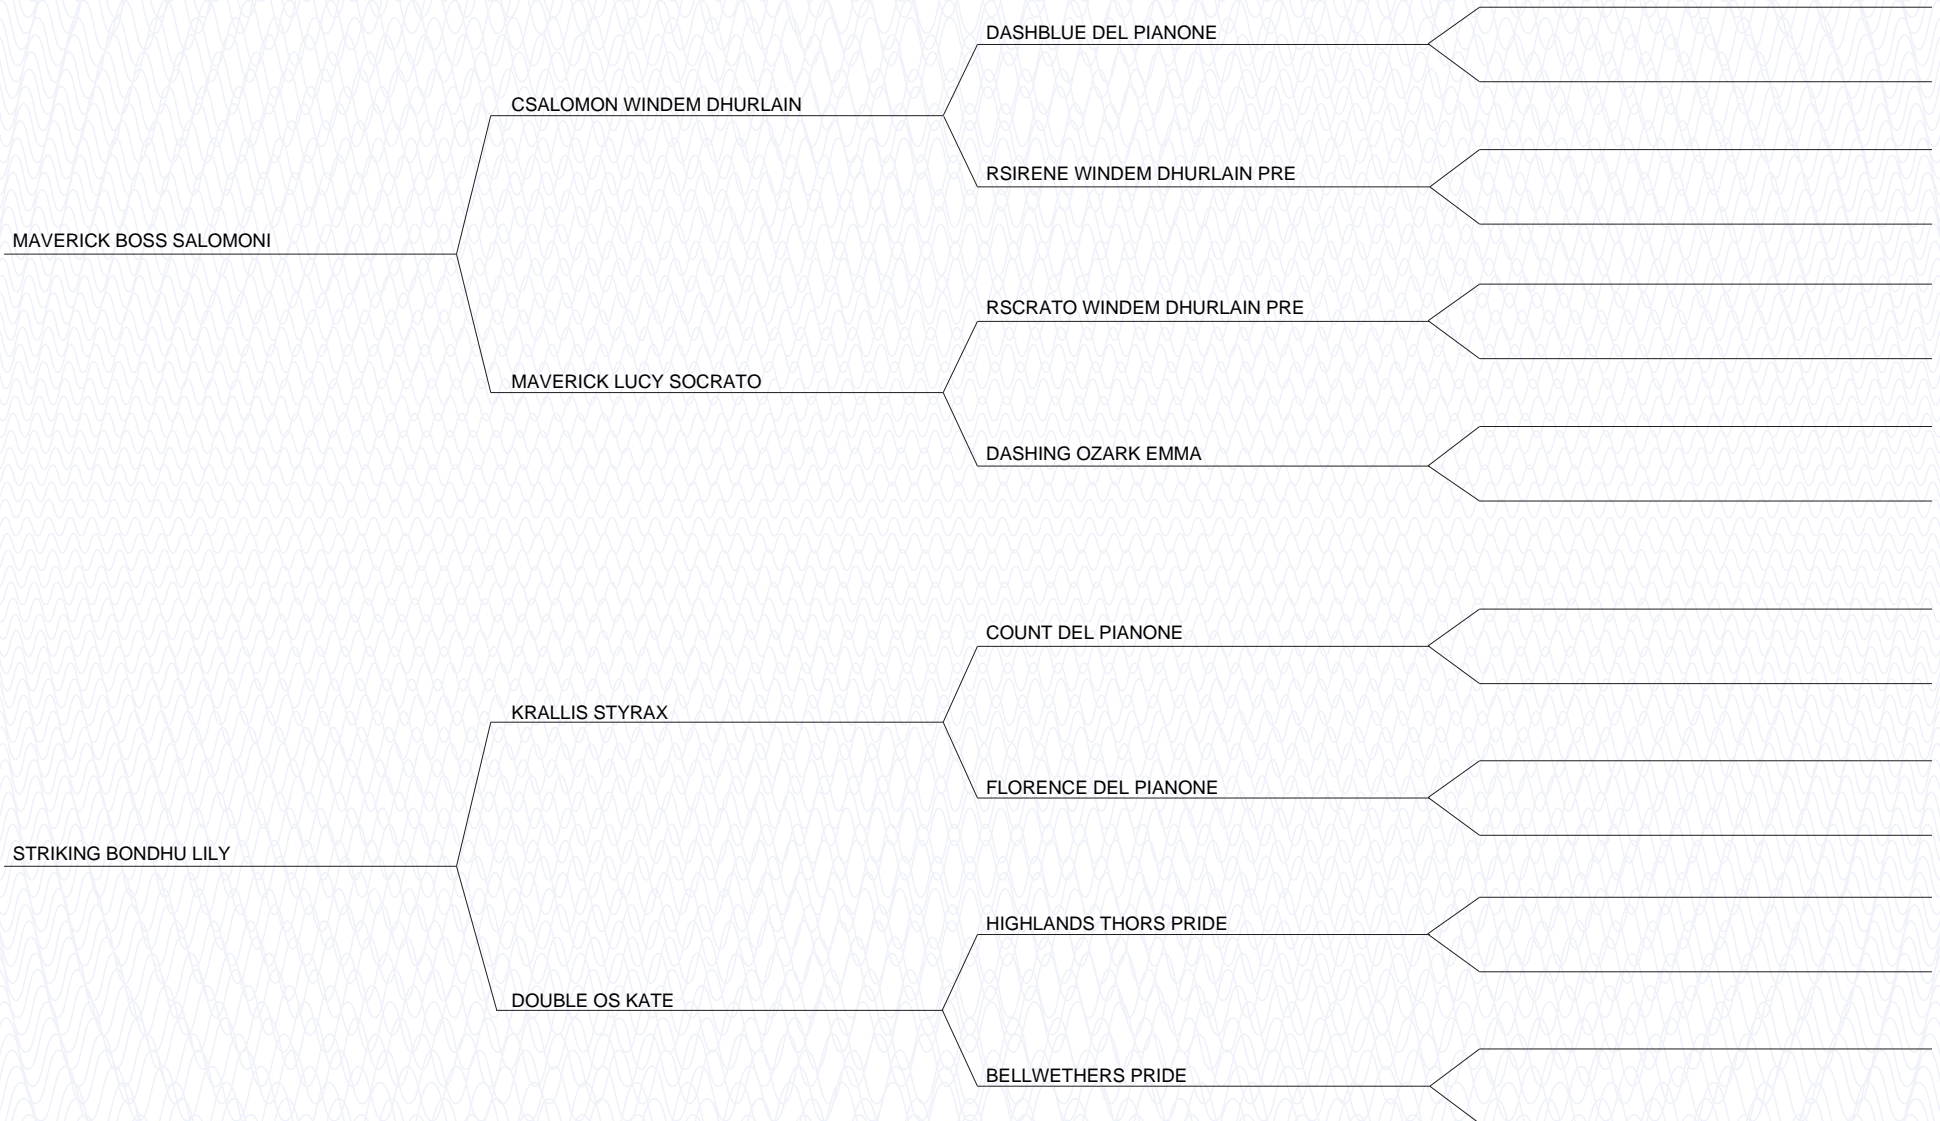 DASHBLUE DEL PIANONE
CSALOMON WINDEM DHURLAIN
RSIRENE WINDEM DHURLAIN PRE
MAVERICK BOSS SALOMONI
RSCRATO WINDEM DHURLAIN PRE
MAVERICK LUCY SOCRATO
DASHING OZARK EMMA
COUNT DEL PIANONE
KRALLIS STYRAX
FLORENCE DEL PIANONE
STRIKING BONDHU LILY
HIGHLANDS THORS PRIDE
DOUBLE OS KATE
BELLWETHERS PRIDE